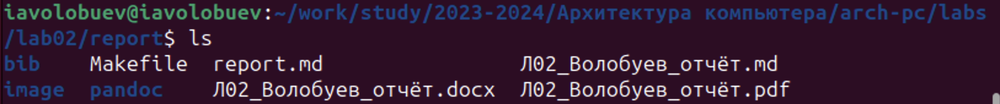 iavolobuev@iavolobuev:~/work/study/2023-2024/Архитектура компьютера/arch-pc/labs
/lab02/report$ ls
bib    Makefile  report.md                Л02_Волобуев_отчёт.md
image  pandoc    Л02_Волобуев_отчёт.docx  Л02_Волобуев_отчёт.pdf